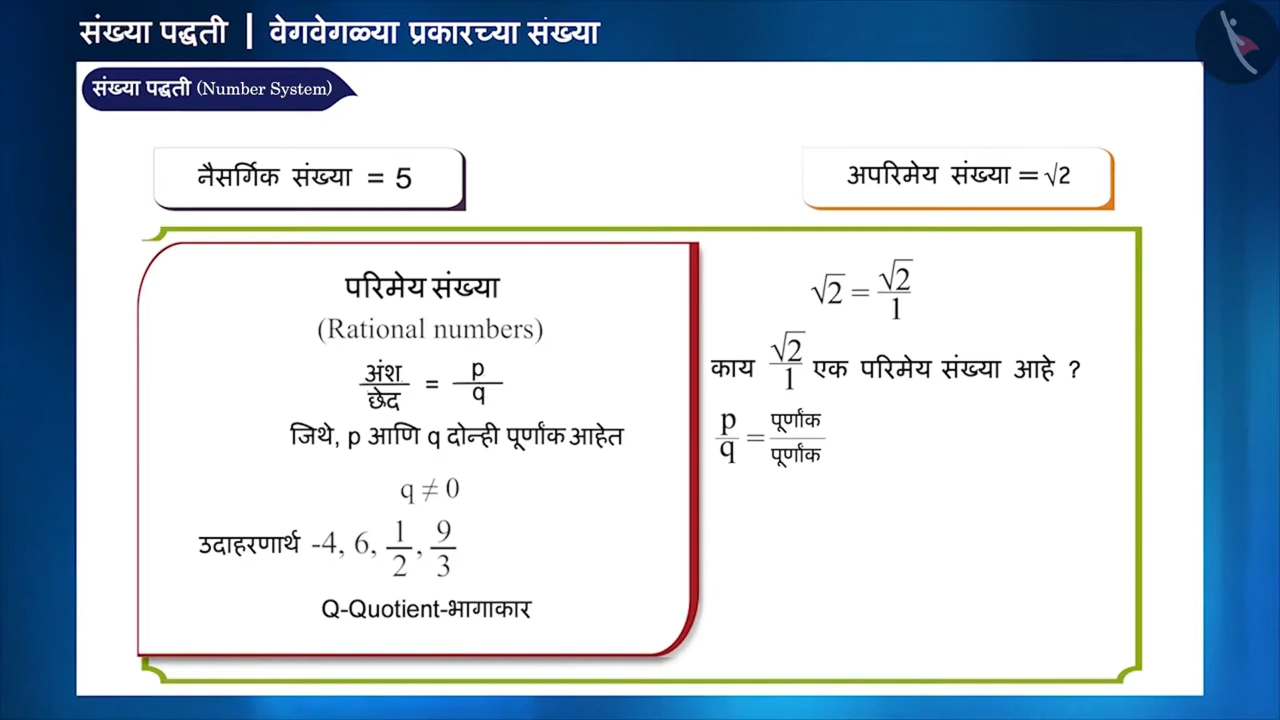 संख्या पद्धती | वेगवेगळ्या प्रकारच्या संख्या
संख्या पद्धती (Number System)
नैसर्गिक संख्या = 5
अपरिमेय संख्या = √2
परिमेय संख्या
(Rational numbers)
अंश/छेद = p/q
जिथे, p आणि q दोन्ही पूर्णांक आहेत
q ≠ 0
उदाहरणार्थ -4, 6, 1/2, 9/3
Q-Quotient-भागाकार
√2 = √2/1
काय √2/1 एक परिमेय संख्या आहे ?
p/q = पूर्णांक/पूर्णांक